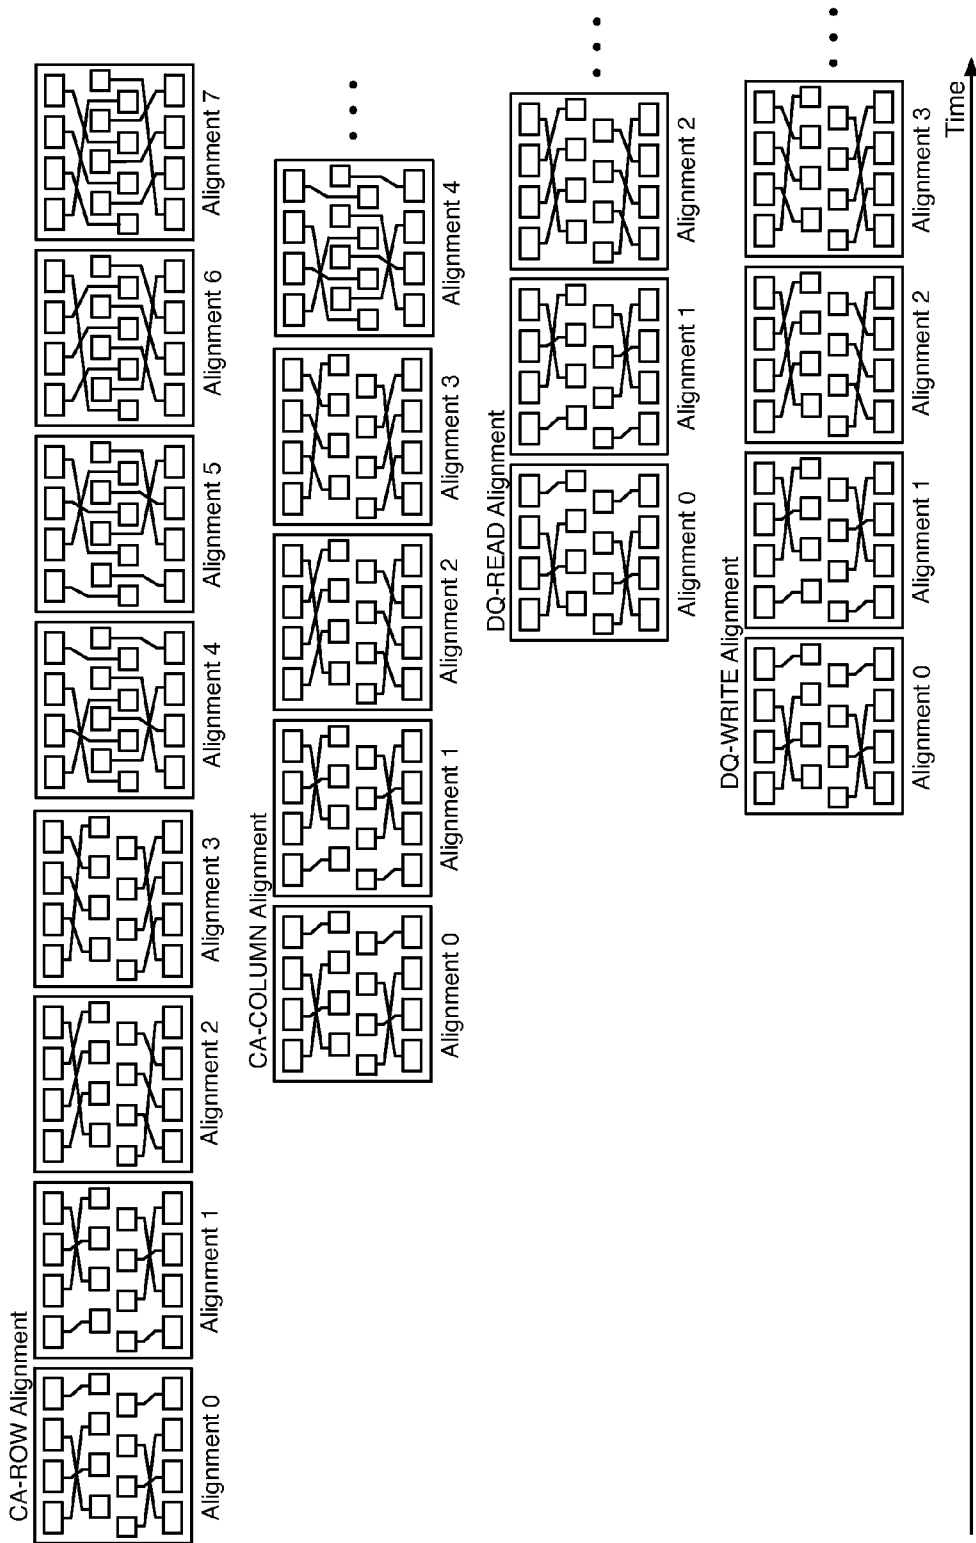 CA-ROW Alignment
Alignment 0
Alignment 1
Alignment 2
Alignment 3
Alignment 4
Alignment 5
Alignment 6
Alignment 7
CA-COLUMN Alignment
Alignment 0
Alignment 1
Alignment 2
Alignment 3
Alignment 4
DQ-READ Alignment
Alignment 0
Alignment 1
Alignment 2
DQ-WRITE Alignment
Alignment 0
Alignment 1
Alignment 2
Alignment 3
Time